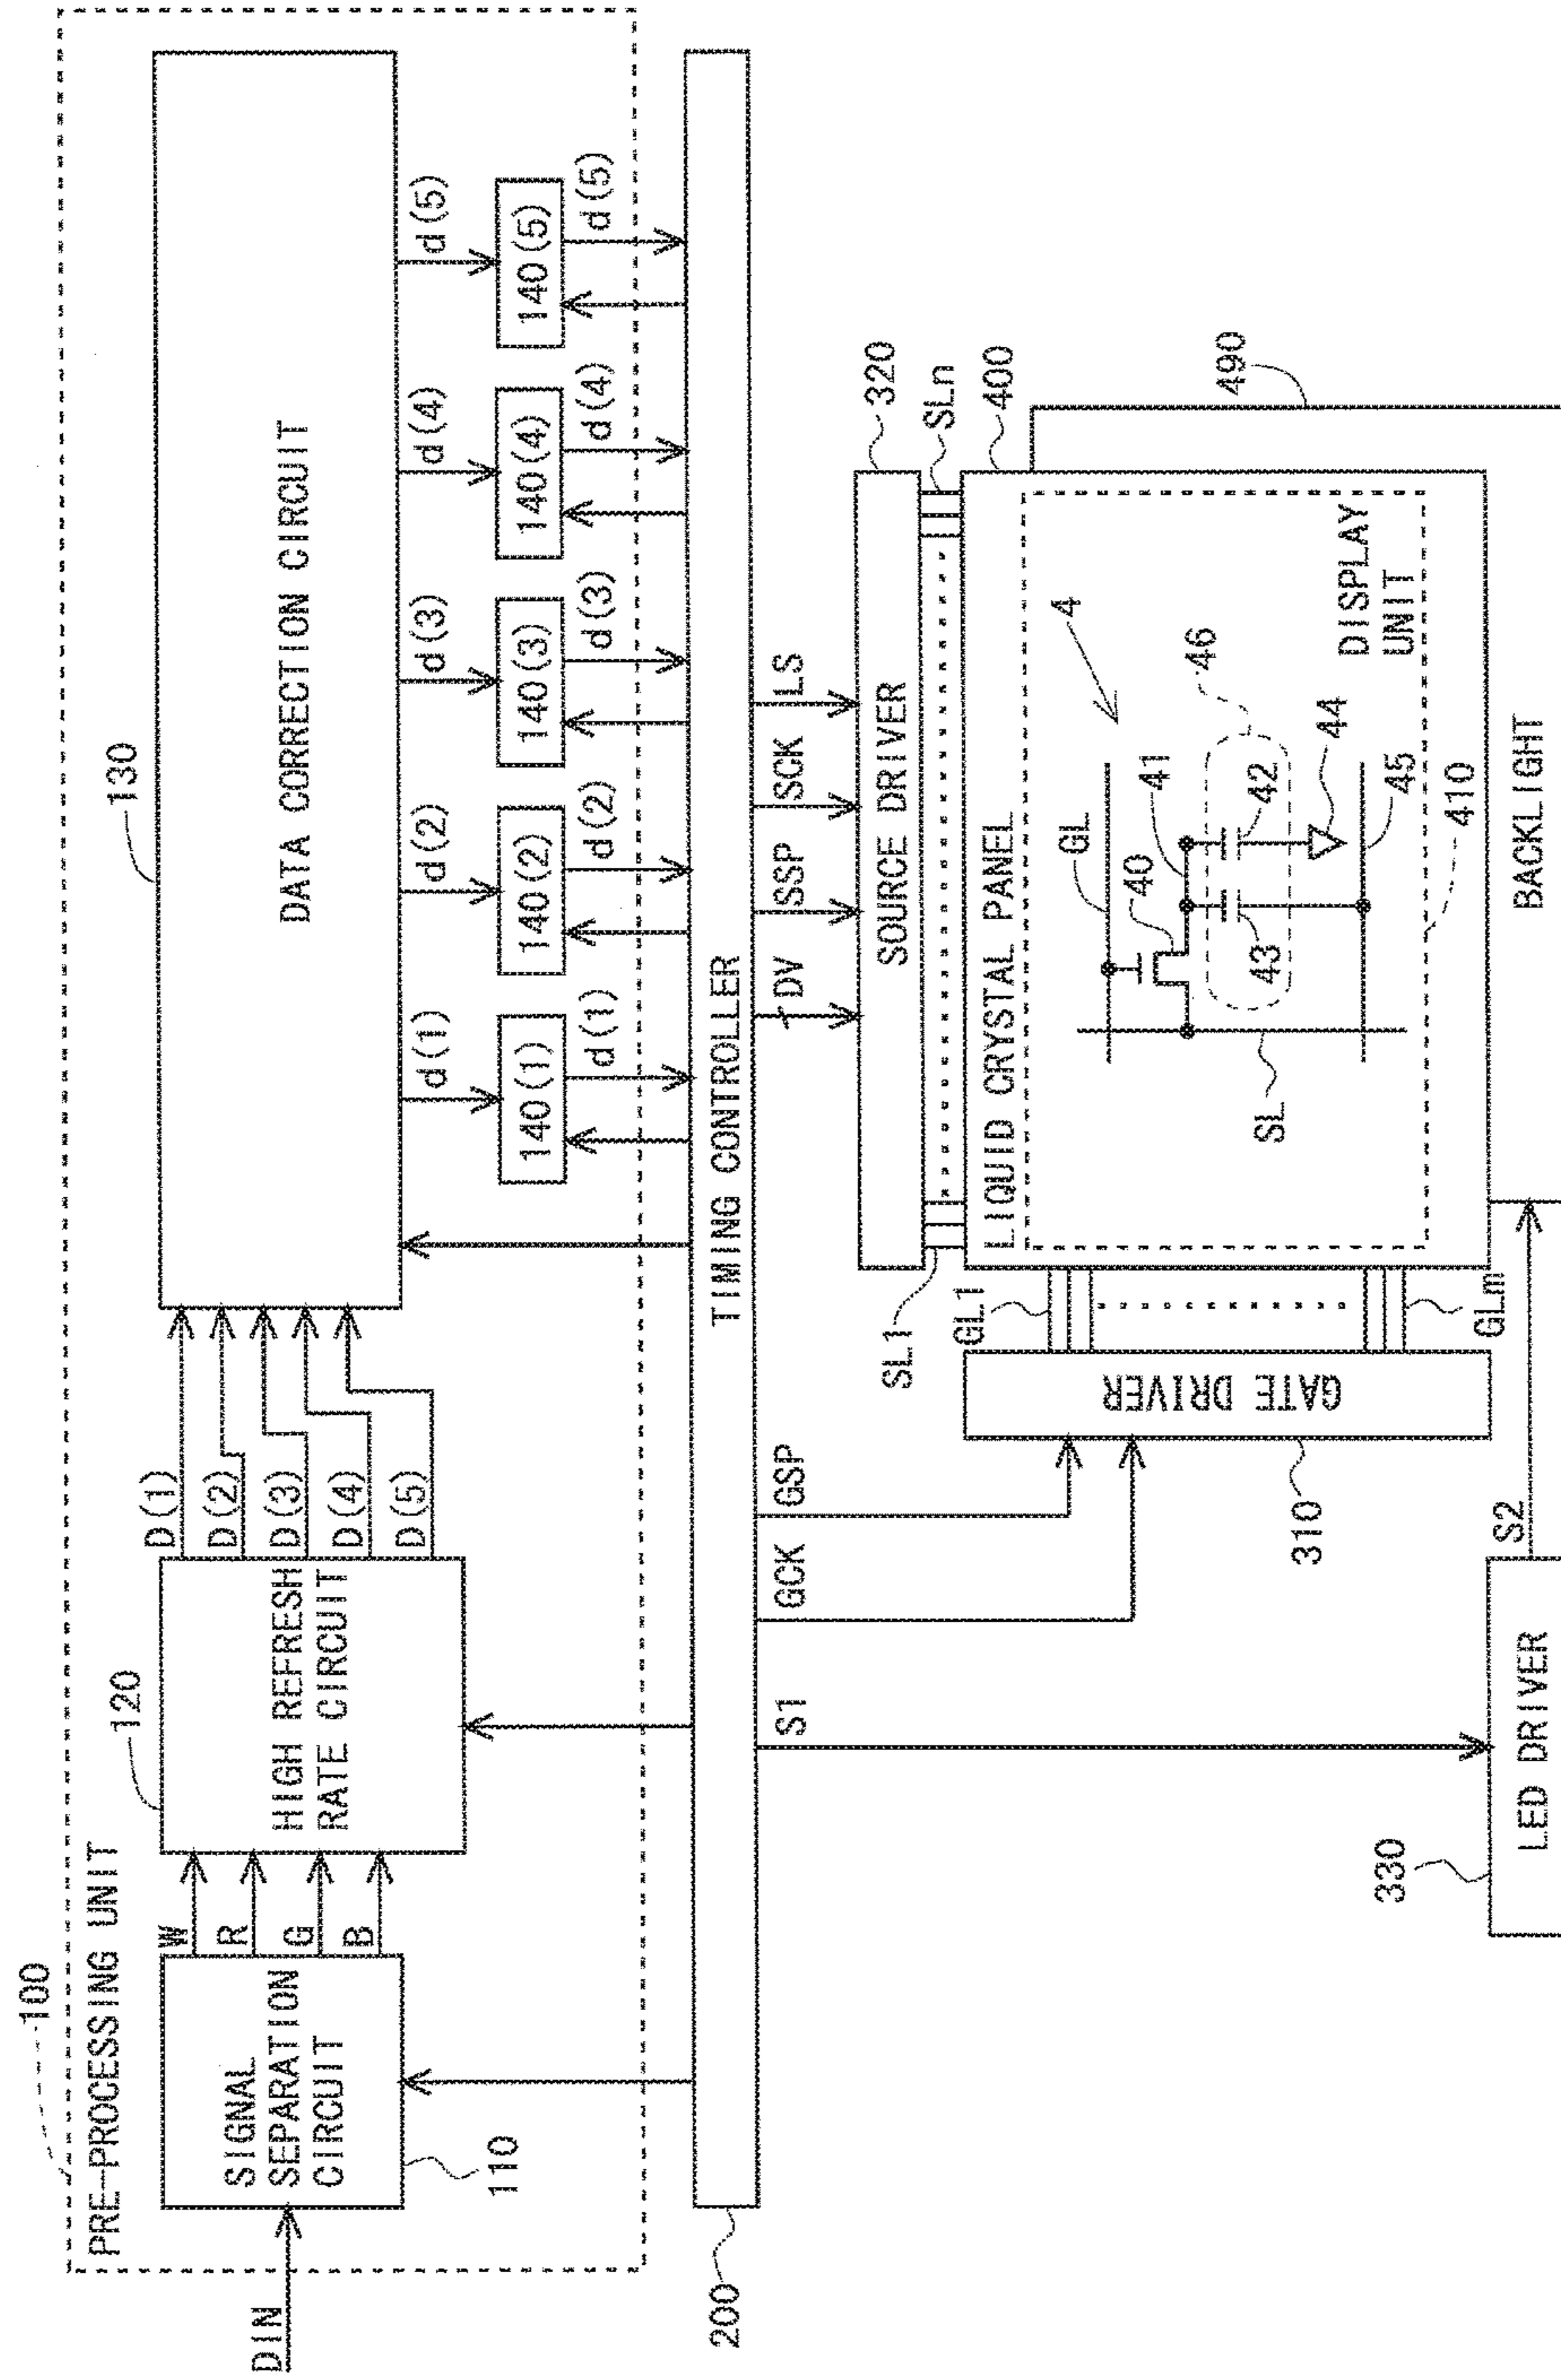 100
PRE-PROCESSING UNIT
DIN
SIGNAL
SEPARATION
CIRCUIT
110
W
R
G
B
120
HIGH REFRESH
RATE CIRCUIT
D(1)
D(2)
D(3)
D(4)
D(5)
130
DATA CORRECTION CIRCUIT
d(1)
d(2)
d(3)
d(4)
d(5)
140(1)
140(2)
140(3)
140(4)
140(5)
d(1)
d(2)
d(3)
d(4)
d(5)
200
TIMING CONTROLLER
S1
GCK
GSP
DV
SSP
SCK
LS
SOURCE DRIVER
320
SL1
SLn
400
GL1
GLm
GATE DRIVER
310
LIQUID CRYSTAL PANEL
GL
4
40
41
46
43
42
44
SL
45
DISPLAY
UNIT
410
490
BACKLIGHT
S2
330
LED DRIVER